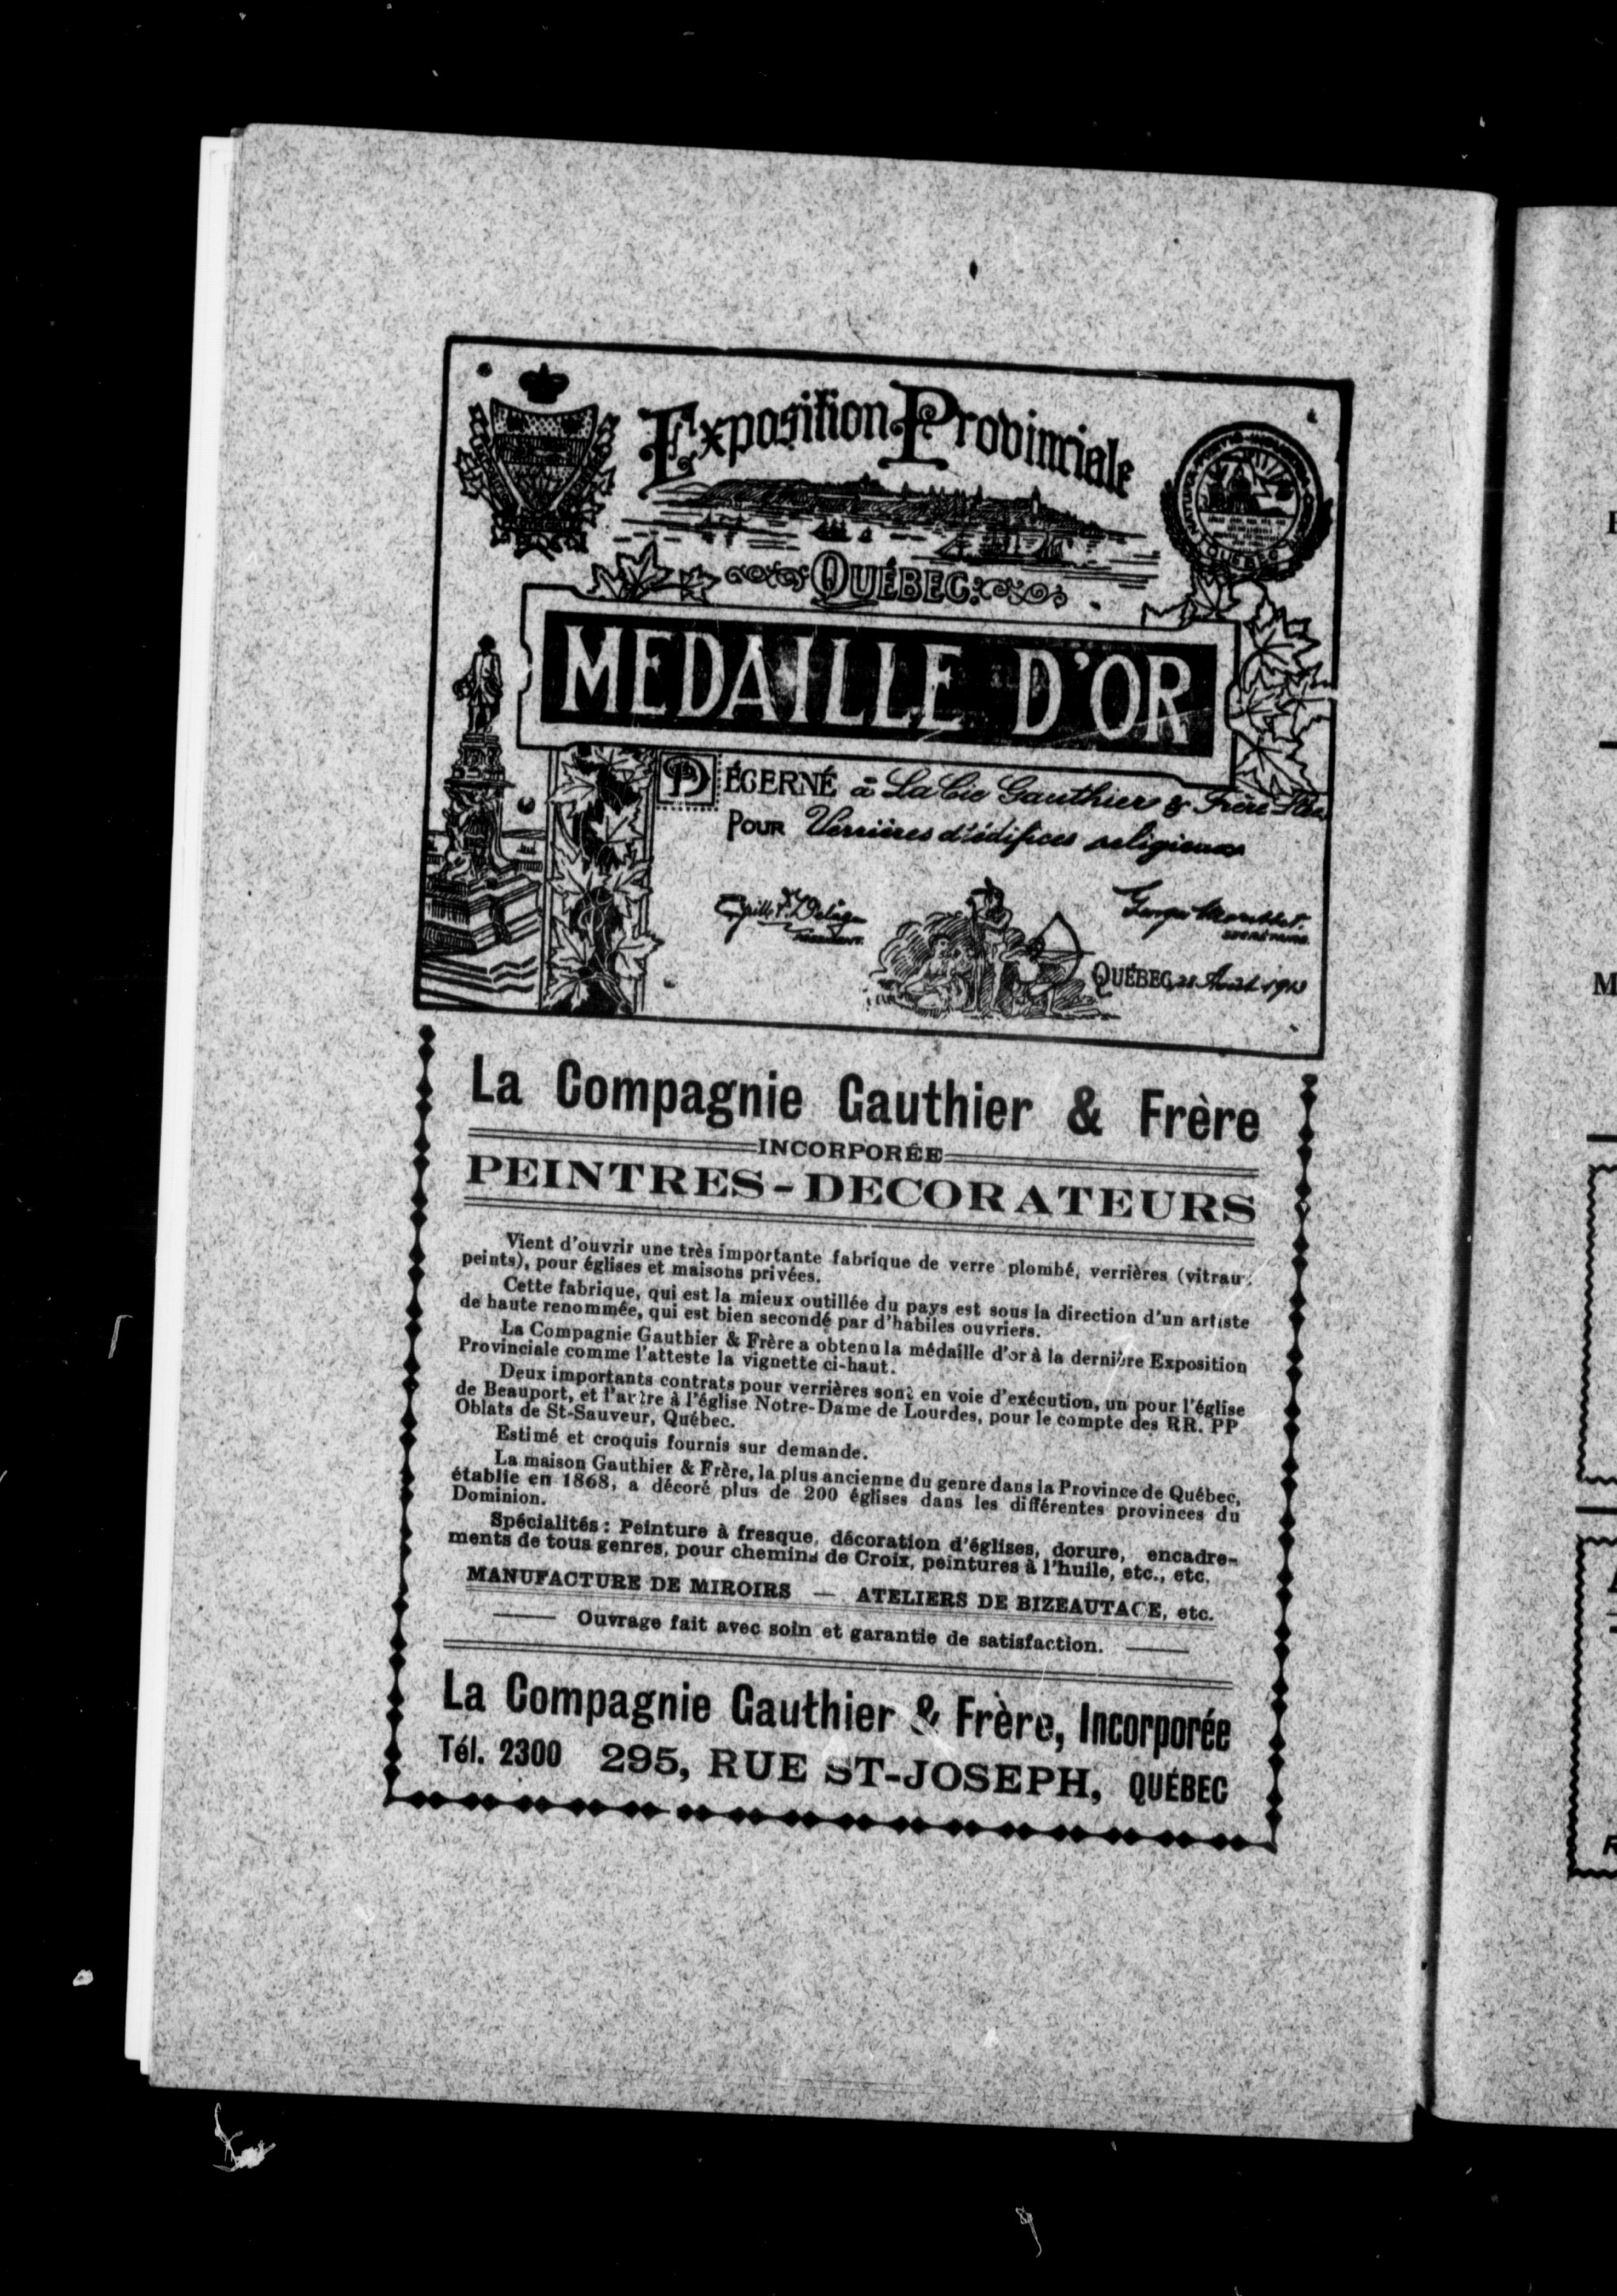 Exposition Provinciale
QUÉBEC
MEDAILLE D'OR
DÉCERNÉ à La Cie Gauthier & Frère Ltée
POUR Verrières d'édifices religieux
PRÉSIDENT
SECRÉTAIRE
QUÉBEC, Août
La Compagnie Gauthier & Frère
INCORPORÉE
PEINTRES-DECORATEURS
Vient d'ouvrir une très importante fabrique de verre plombé, verrières (vitraux
peints), pour églises et maisons privées.
Cette fabrique, qui est la mieux outillée du pays est sous la direction d'un artiste
de haute renommée, qui est bien secondé par d'habiles ouvriers.
La Compagnie Gauthier & Frère a obtenu la médaille d'or à la dernière Exposition
Provinciale comme l'atteste la vignette ci-haut.
Deux importants contrats pour verrières sont en voie d'exécution, un pour l'église
de Beauport, et l'autre à l'église Notre-Dame de Lourdes, pour le compte des RR. PP
Oblats de St-Sauveur, Québec.
Estimé et croquis fournis sur demande.
La maison Gauthier & Frère, la plus ancienne du genre dans la Province de Québec,
établie en 1868, a décoré plus de 200 églises dans les différentes provinces du
Dominion.
Spécialités: Peinture à fresque, décoration d'églises, dorure, encadre-
ments de tous genres, pour chemins de Croix, peintures à l'huile, etc., etc.
MANUFACTURE DE MIROIRS — ATELIERS DE BIZEAUTAGE, etc.
Ouvrage fait avec soin et garantie de satisfaction.
La Compagnie Gauthier & Frère, Incorporée
Tél. 2300 295, RUE ST-JOSEPH, QUÉBEC